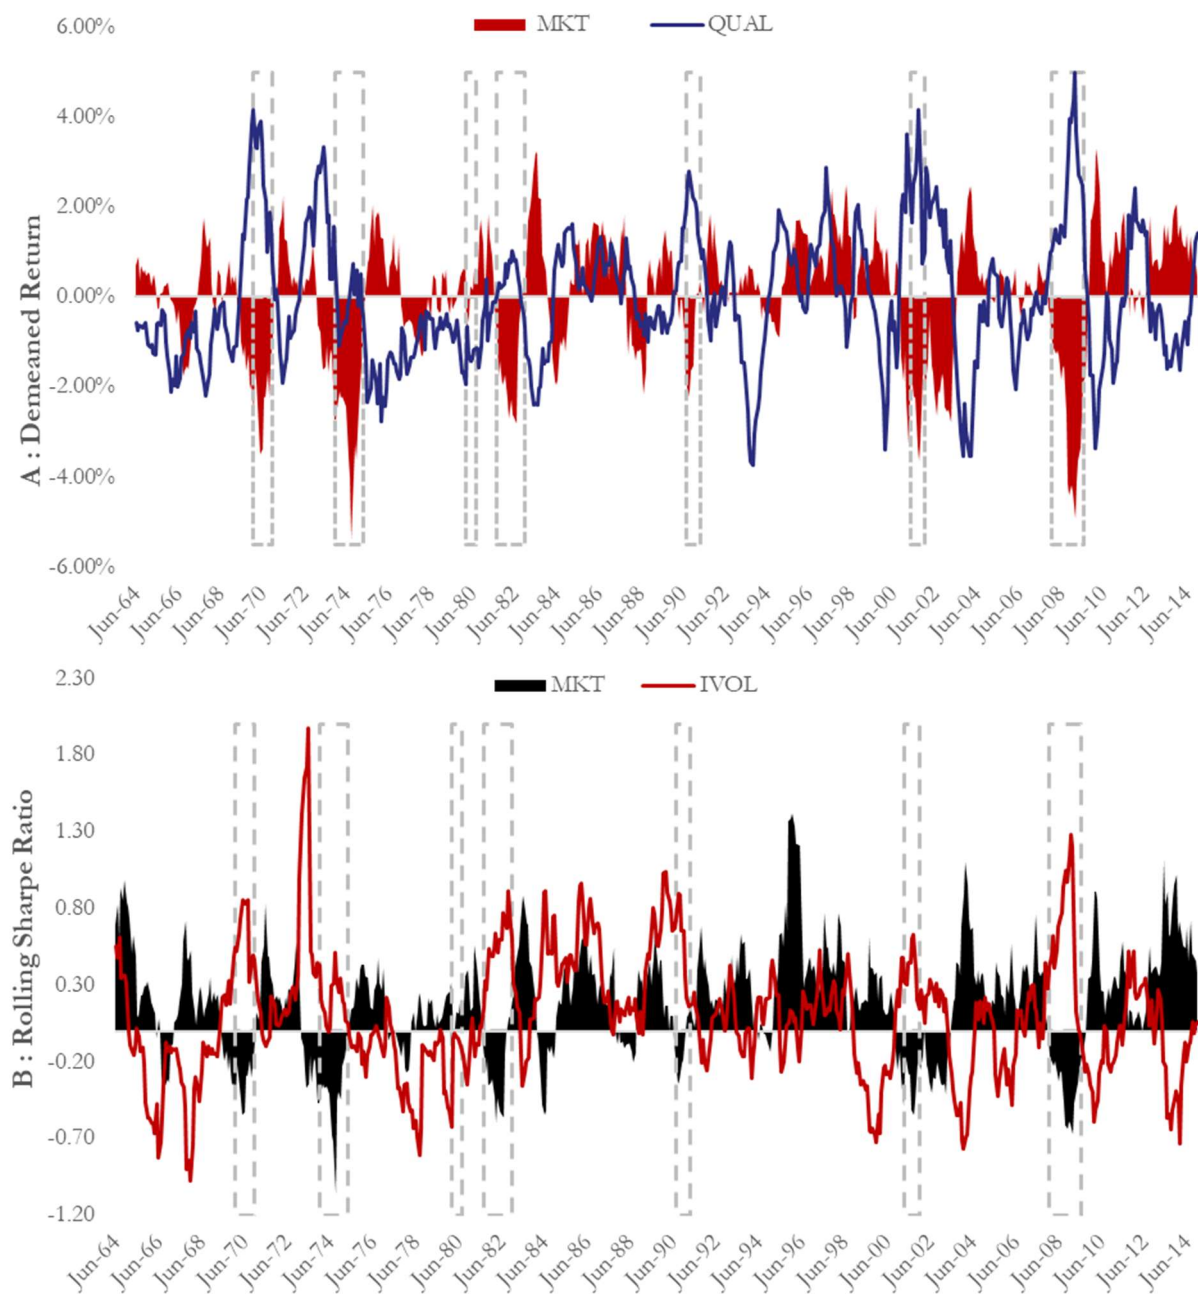 MKT QUAL
6.00%
4.00%
2.00%
0.00%
-2.00%
-4.00%
-6.00%
A : Demeaned Return
Jun-64 Jun-66 Jun-68 Jun-70 Jun-72 Jun-74 Jun-76 Jun-78 Jun-80 Jun-82 Jun-84 Jun-86 Jun-88 Jun-90 Jun-92 Jun-94 Jun-96 Jun-98 Jun-00 Jun-02 Jun-04 Jun-06 Jun-08 Jun-10 Jun-12 Jun-14
MKT IVOL
2.30
1.80
1.30
0.80
0.30
-0.20
-0.70
-1.20
B : Rolling Sharpe Ratio
Jun-64 Jun-66 Jun-68 Jun-70 Jun-72 Jun-74 Jun-76 Jun-78 Jun-80 Jun-82 Jun-84 Jun-86 Jun-88 Jun-90 Jun-92 Jun-94 Jun-96 Jun-98 Jun-00 Jun-02 Jun-04 Jun-06 Jun-08 Jun-10 Jun-12 Jun-14